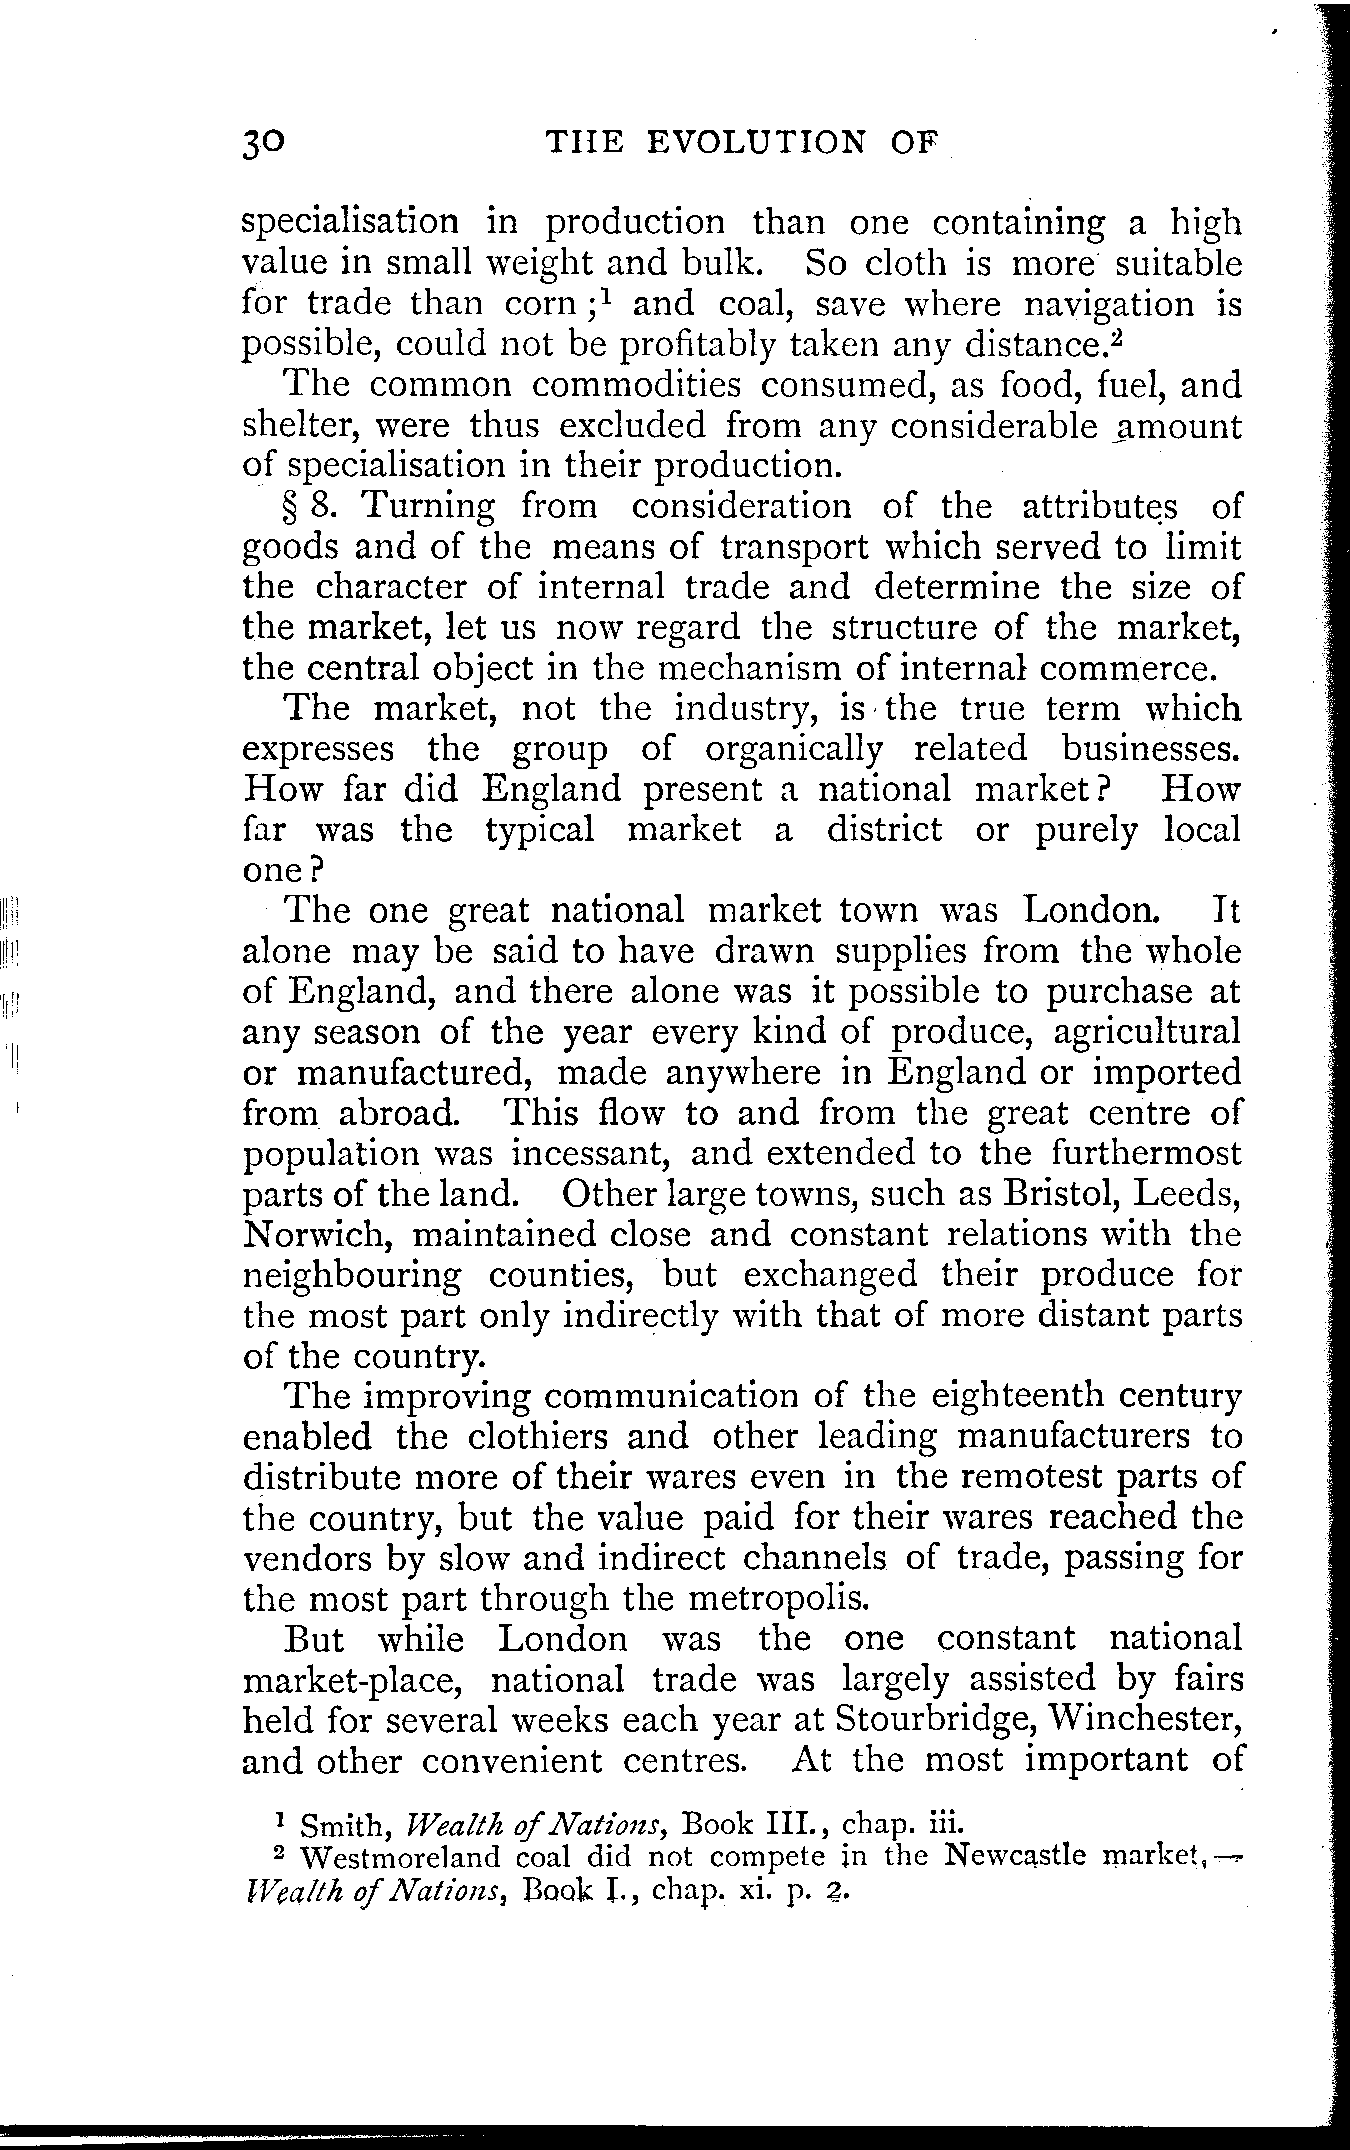 30 THE EVOLUTION OF
specialisation in production than one containing a high
value in small weight and bulk. So cloth is more suitable
for trade than corn ;¹ and coal, save where navigation is
possible, could not be profitably taken any distance.²
The common commodities consumed, as food, fuel, and
shelter, were thus excluded from any considerable amount
of specialisation in their production.
§ 8. Turning from consideration of the attributes of
goods and of the means of transport which served to limit
the character of internal trade and determine the size of
the market, let us now regard the structure of the market,
the central object in the mechanism of internal commerce.
The market, not the industry, is the true term which
expresses the group of organically related businesses.
How far did England present a national market? How
far was the typical market a district or purely local
one?
The one great national market town was London. It
alone may be said to have drawn supplies from the whole
of England, and there alone was it possible to purchase at
any season of the year every kind of produce, agricultural
or manufactured, made anywhere in England or imported
from abroad. This flow to and from the great centre of
population was incessant, and extended to the furthermost
parts of the land. Other large towns, such as Bristol, Leeds,
Norwich, maintained close and constant relations with the
neighbouring counties, but exchanged their produce for
the most part only indirectly with that of more distant parts
of the country.
The improving communication of the eighteenth century
enabled the clothiers and other leading manufacturers to
distribute more of their wares even in the remotest parts of
the country, but the value paid for their wares reached the
vendors by slow and indirect channels of trade, passing for
the most part through the metropolis.
But while London was the one constant national
market-place, national trade was largely assisted by fairs
held for several weeks each year at Stourbridge, Winchester,
and other convenient centres. At the most important of
¹ Smith, Wealth of Nations, Book III., chap. iii.
² Westmoreland coal did not compete in the Newcastle market,—
Wealth of Nations, Book I., chap. xi. p. 2.